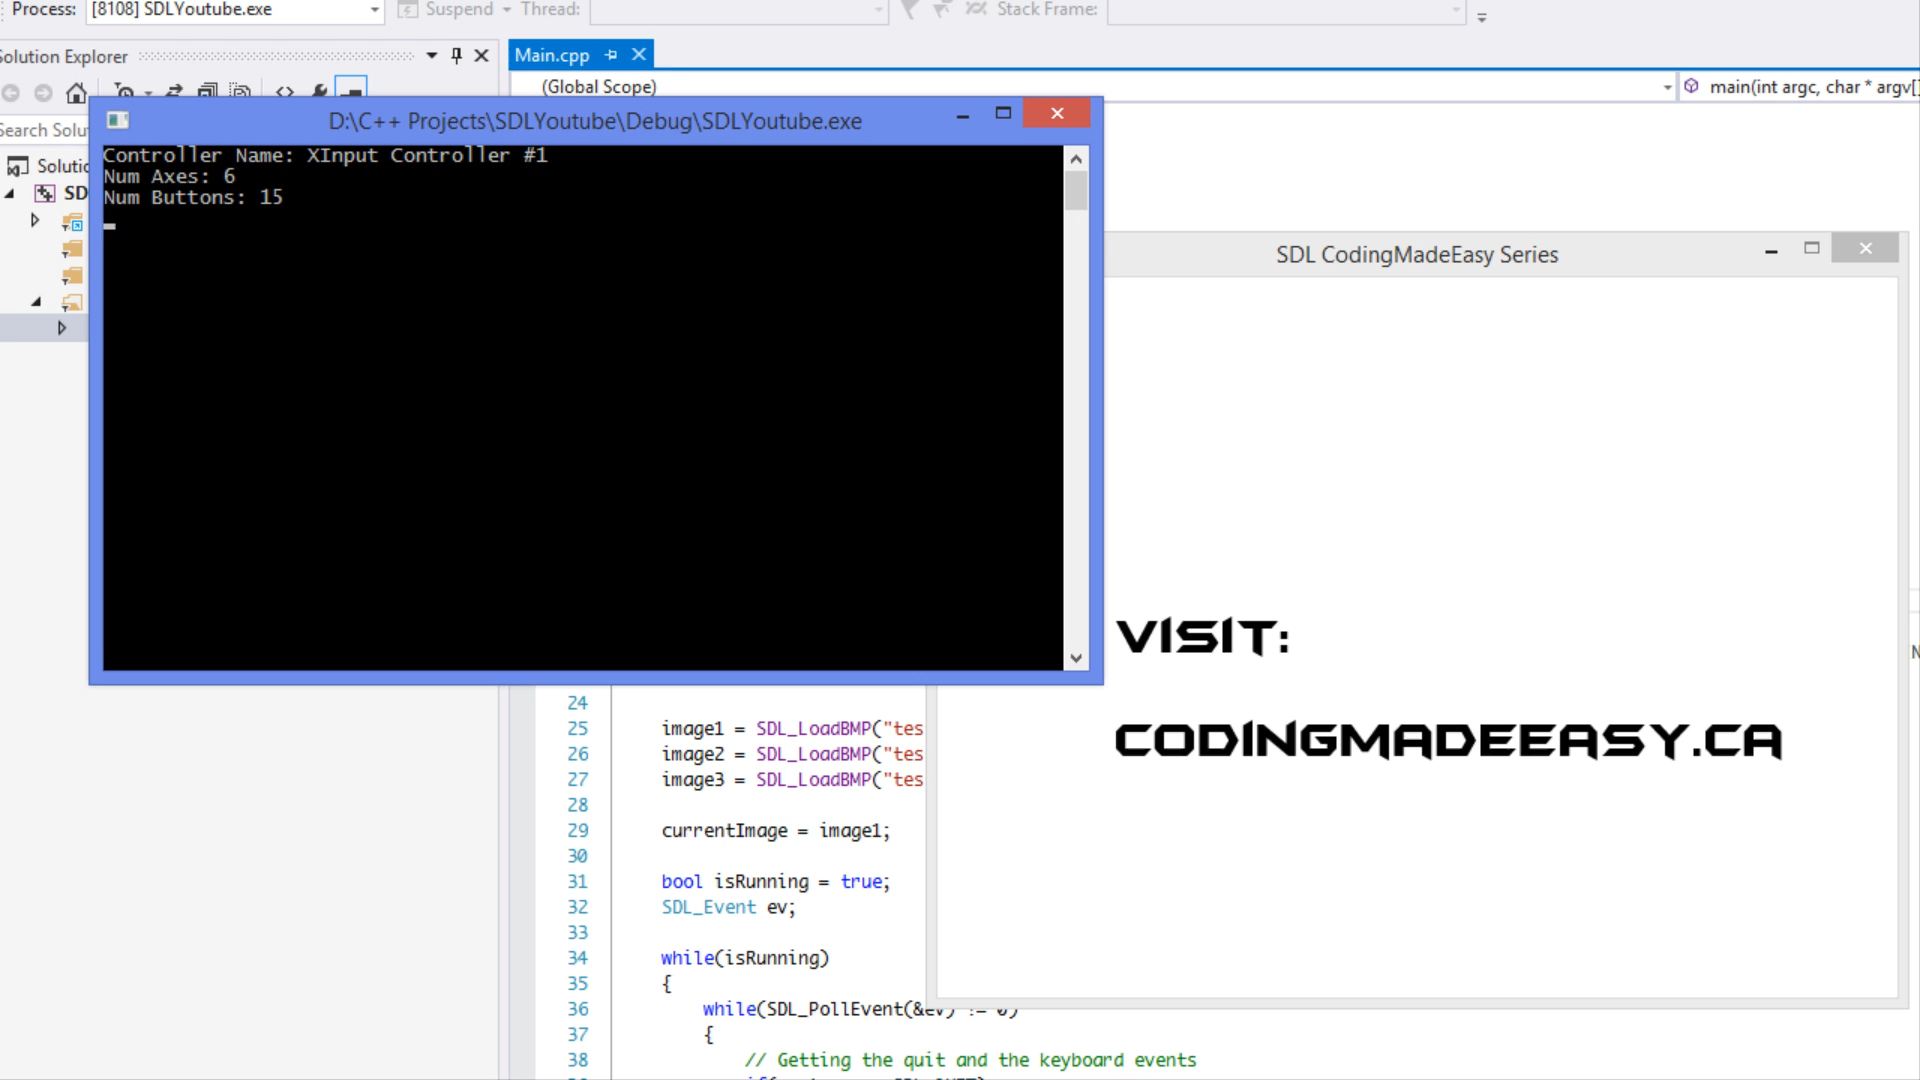 Process: [8108] SDLYoutube.exe Suspend Thread: Stack Frame:
Solution Explorer
Main.cpp
(Global Scope)
main(int argc, char * argv[]
Search Solu
Solutio
SD
D:\C++ Projects\SDLYoutube\Debug\SDLYoutube.exe
Controller Name: XInput Controller #1
Num Axes: 6
Num Buttons: 15
SDL CodingMadeEasy Series
VISIT:
CODINGMADEEASY.CA
N
24
25 image1 = SDL_LoadBMP("tes
26 image2 = SDL_LoadBMP("tes
27 image3 = SDL_LoadBMP("tes
28
29 currentImage = image1;
30
31 bool isRunning = true;
32 SDL_Event ev;
33
34 while(isRunning)
35 {
36 while(SDL_PollEvent(&ev) != 0)
37 {
38 // Getting the quit and the keyboard events